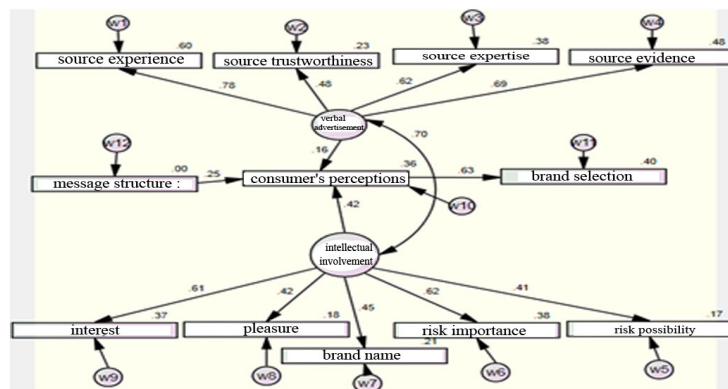 w1
w2
w3
w4
.60
.23
.38
.48
source experience
source trustworthiness
source expertise
source evidence
.78
.48
.62
.69
verbal
advertisement
.70
w12
.16
w11
.00
.25
.36
.63
.40
message structure :
consumer's perceptions
brand selection
.42
w10
intellectual
involvement
.61
.42
.45
.62
.41
.37
.18
.38
.17
interest
pleasure
risk importance
risk possibility
brand name
.21
w9
w8
w7
w6
w5